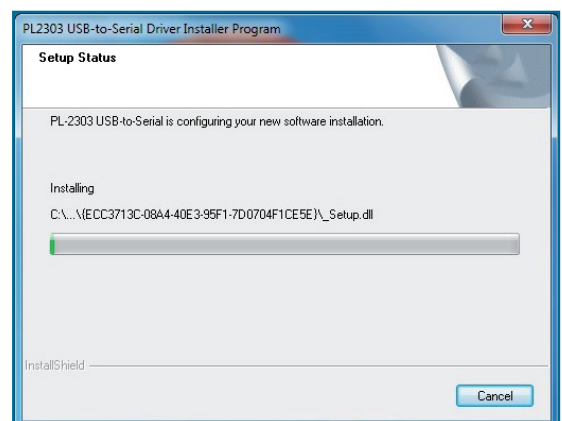 PL2303 USB-to-Serial Driver Installer Program
Setup Status
PL-2303 USB-to-Serial is configuring your new software installation.
Installing
C:\...\{ECC3713C-08A4-40E3-95F1-7D0704F1CE5E}\_Setup.dll
InstallShield
Cancel